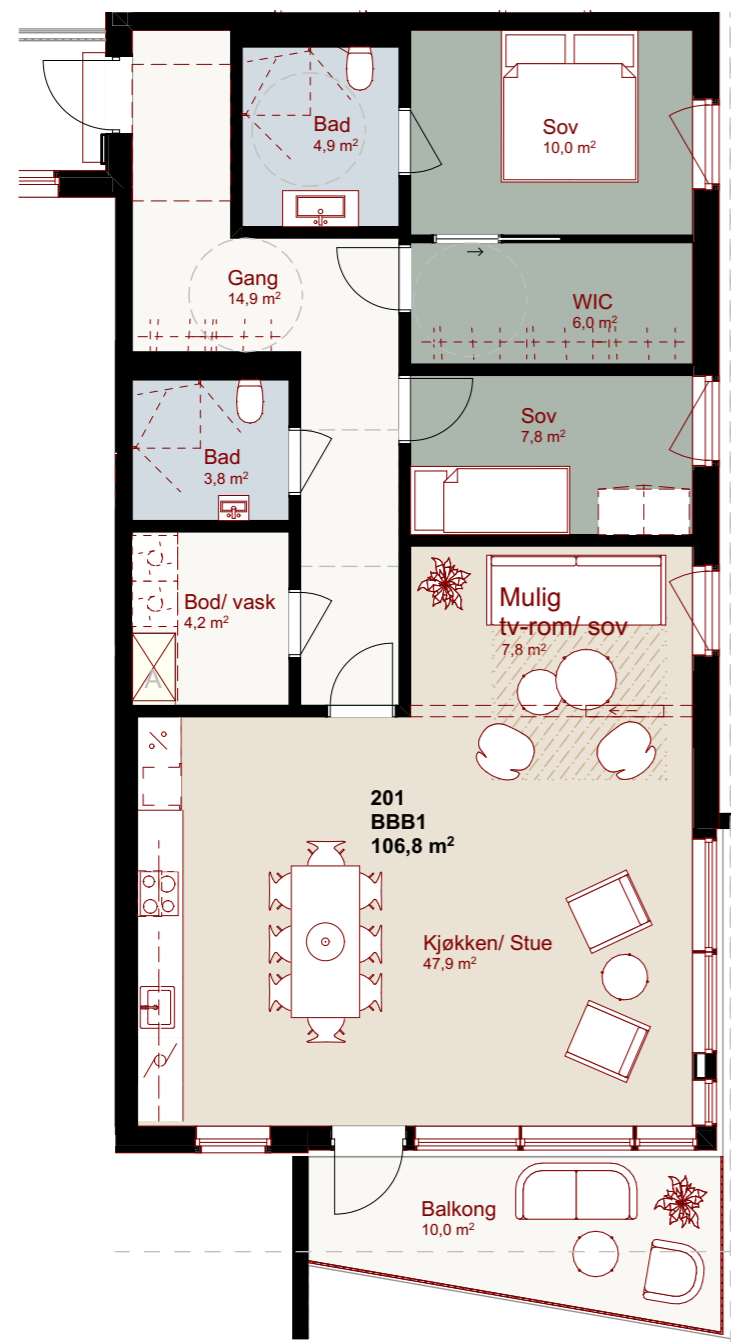 Bad
4,9 m²
Sov
10,0 m²
Gang
14,9 m²
WIC
6,0 m²
Bad
3,8 m²
Sov
7,8 m²
Bod/ vask
4,2 m²
A
Mulig
tv-rom/ sov
7,8 m²
201
BBB1
106,8 m²
Kjøkken/ Stue
47,9 m²
Balkong
10,0 m²